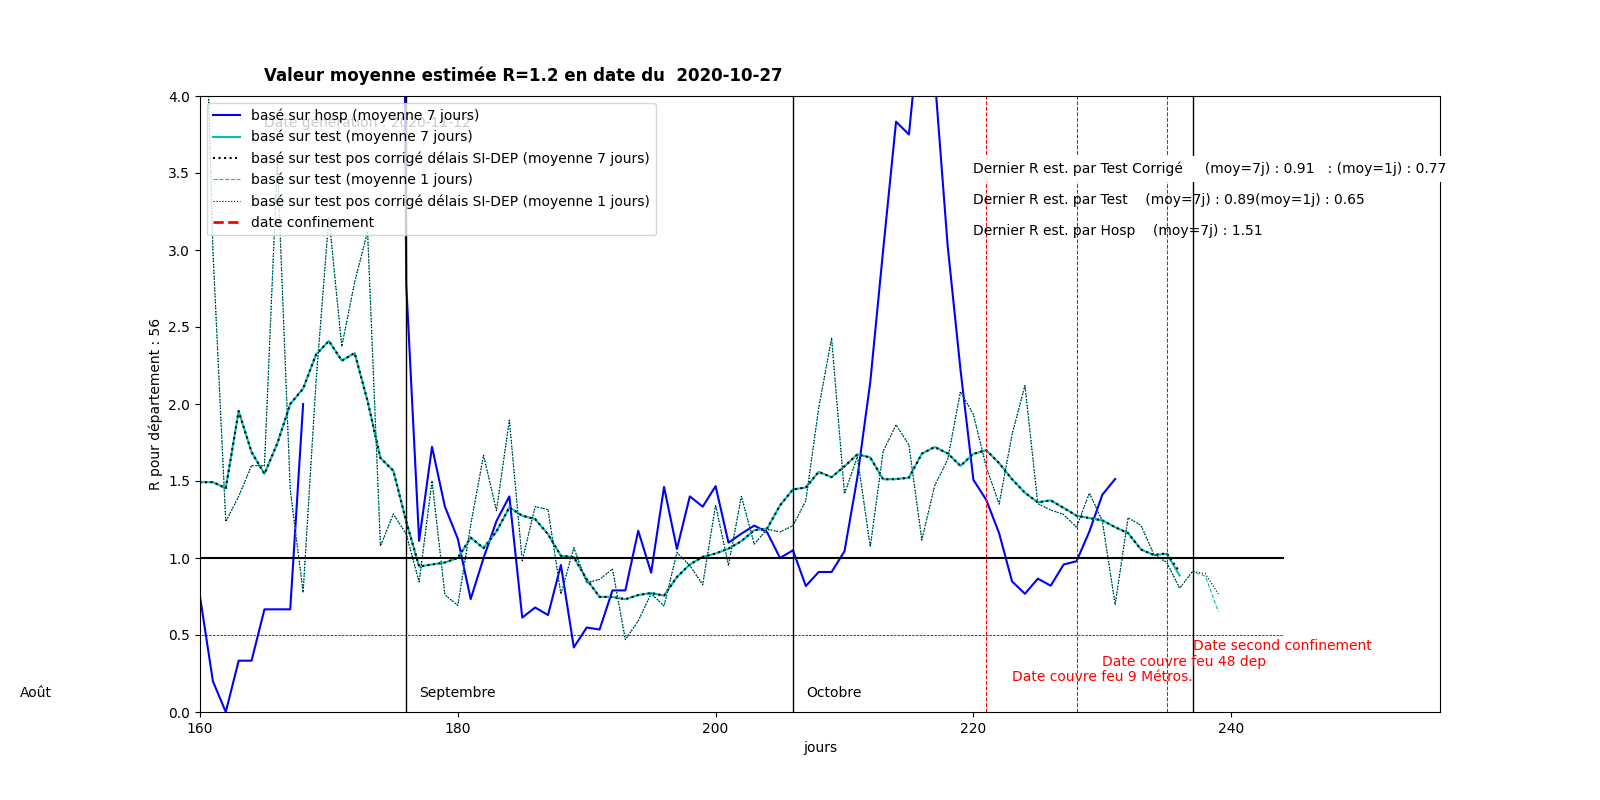 Valeur moyenne estimée R=1.2 en date du  2020-10-27
4.0
3.5
3.0
2.5
2.0
1.5
1.0
0.5
0.0
R pour département : 56
Date génération : 2020-11-12
basé sur hosp (moyenne 7 jours)
basé sur test (moyenne 7 jours)
basé sur test pos corrigé délais SI-DEP (moyenne 7 jours)
basé sur test (moyenne 1 jours)
basé sur test pos corrigé délais SI-DEP (moyenne 1 jours)
date confinement
Dernier R est. par Test Corrigé     (moy=7j) : 0.91   : (moy=1j) : 0.77
Dernier R est. par Test    (moy=7j) : 0.89(moy=1j) : 0.65
Dernier R est. par Hosp    (moy=7j) : 1.51
Date second confinement
Date couvre feu 48 dep
Date couvre feu 9 Métros.
Août
Septembre
Octobre
160
180
200
220
240
jours